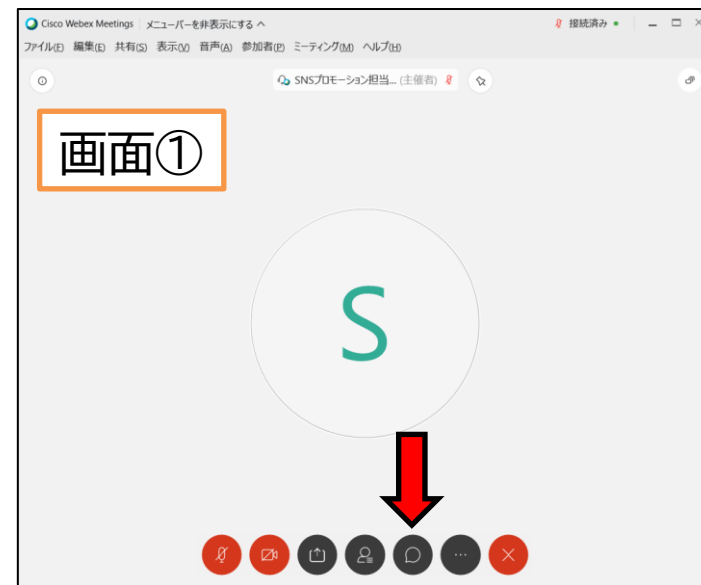 Cisco Webex Meetings メニューバーを非表示にする 接続済み
ファイル(F) 編集(E) 共有(S) 表示(V) 音声(A) 参加者(P) ミーティング(M) ヘルプ(H)
SNSプロモーション担当... (主催者)
画面①
S